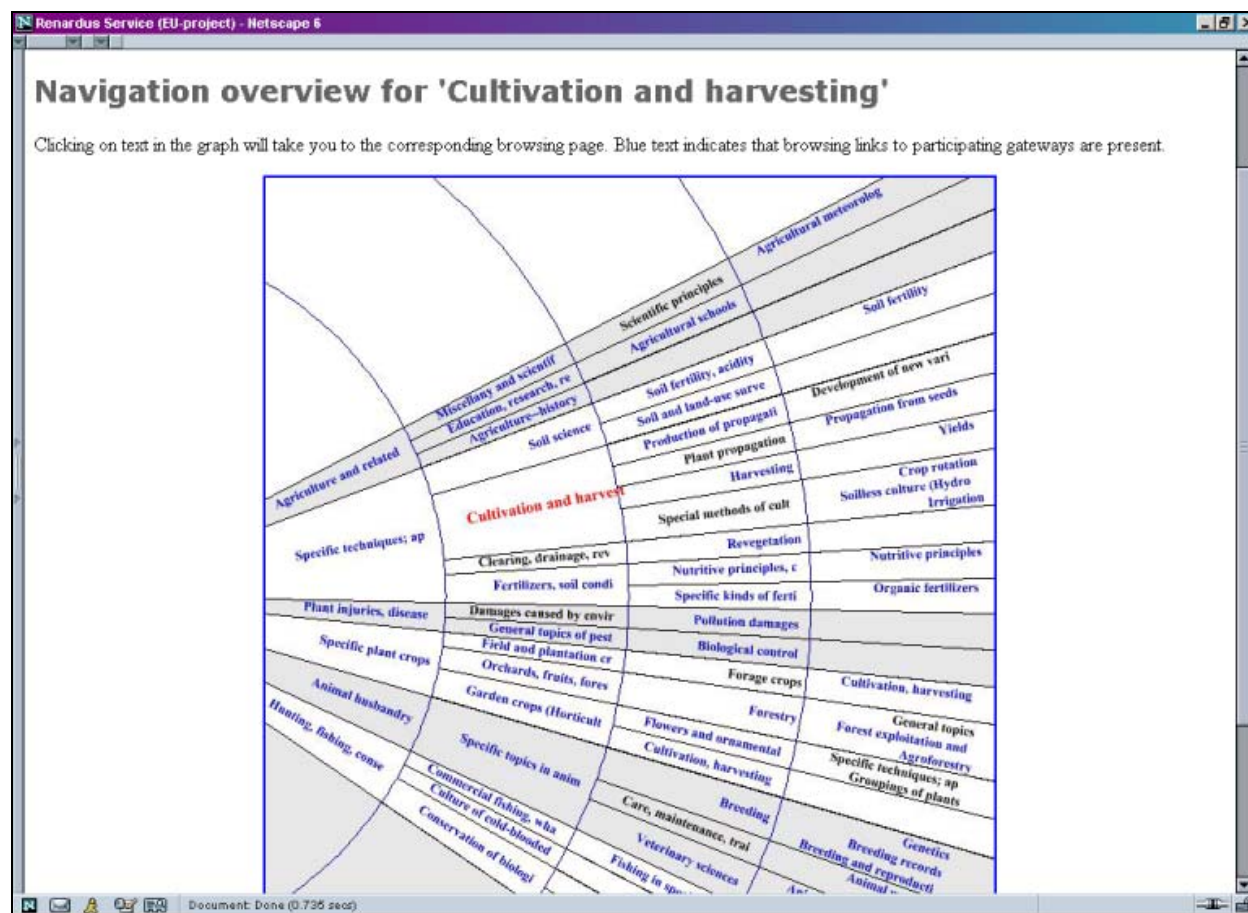 Renardus Service (EU-project) - Netscape 6
Navigation overview for 'Cultivation and harvesting'
Clicking on text in the graph will take you to the corresponding browsing page. Blue text indicates that browsing links to participating gateways are present.
Agriculture and related
Specific techniques; ap
Plant injuries, disease
Specific plant crops
Animal husbandry
Hunting, fishing, conse
Miscellany and scientif
Education, research, re
Agriculture--history
Soil science
Cultivation and harvest
Clearing, drainage, rev
Fertilizers, soil condi
Damages caused by envir
General topics of pest
Field and plantation cr
Orchards, fruits, fores
Garden crops (Horticult
Specific topics in anim
Commercial fishing, wha
Culture of cold-blooded
Conservation of biologi
Scientific principles
Agricultural schools
Soil fertility, acidity
Soil and land-use surve
Production of propagati
Plant propagation
Harvesting
Special methods of cult
Revegetation
Nutritive principles, c
Specific kinds of ferti
Pollution damages
Biological control
Forage crops
Forestry
Flowers and ornamental
Cultivation, harvesting
Breeding
Care, maintenance, trai
Veterinary sciences
Fishing in
Agricultural meteorolog
Soil fertility
Development of new vari
Propagation from seeds
Yields
Crop rotation
Soilless culture (Hydro
Irrigation
Nutritive principles
Organic fertilizers
Cultivation, harvesting
General topics
Forest exploitation and
Agroforestry
Specific techniques; ap
Groupings of plants
Genetics
Breeding records
Breeding and reproducti
Animal
Document: Done (0.736 secs)